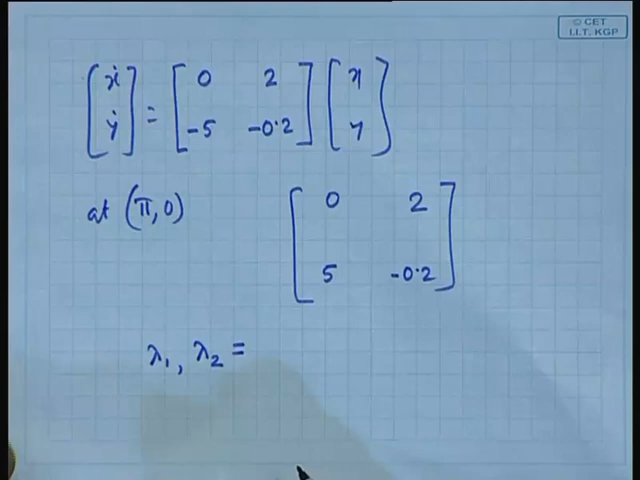 © CET
I.I.T. KGP
[ẋ ẏ] = [0 2; -5 -0.2] [x y]
at (π, 0) [0 2; 5 -0.2]
λ₁, λ₂ =